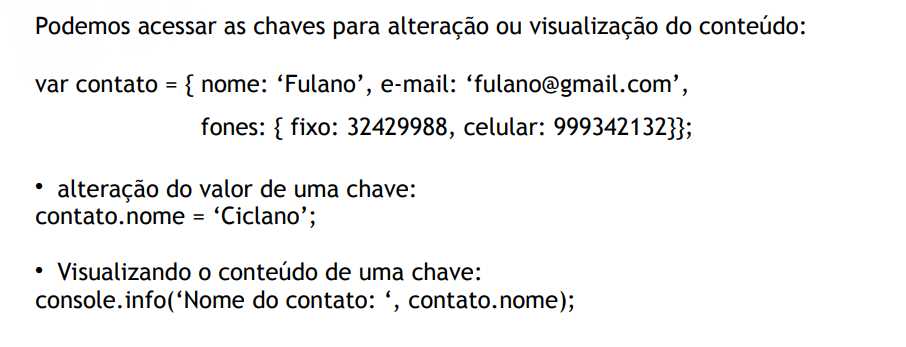 Podemos acessar as chaves para alteração ou visualização do conteúdo:
var contato = { nome: ‘Fulano’, e-mail: ‘fulano@gmail.com’,
fones: { fixo: 32429988, celular: 999342132}};
• alteração do valor de uma chave:
contato.nome = ‘Ciclano’;
• Visualizando o conteúdo de uma chave:
console.info(‘Nome do contato: ‘, contato.nome);